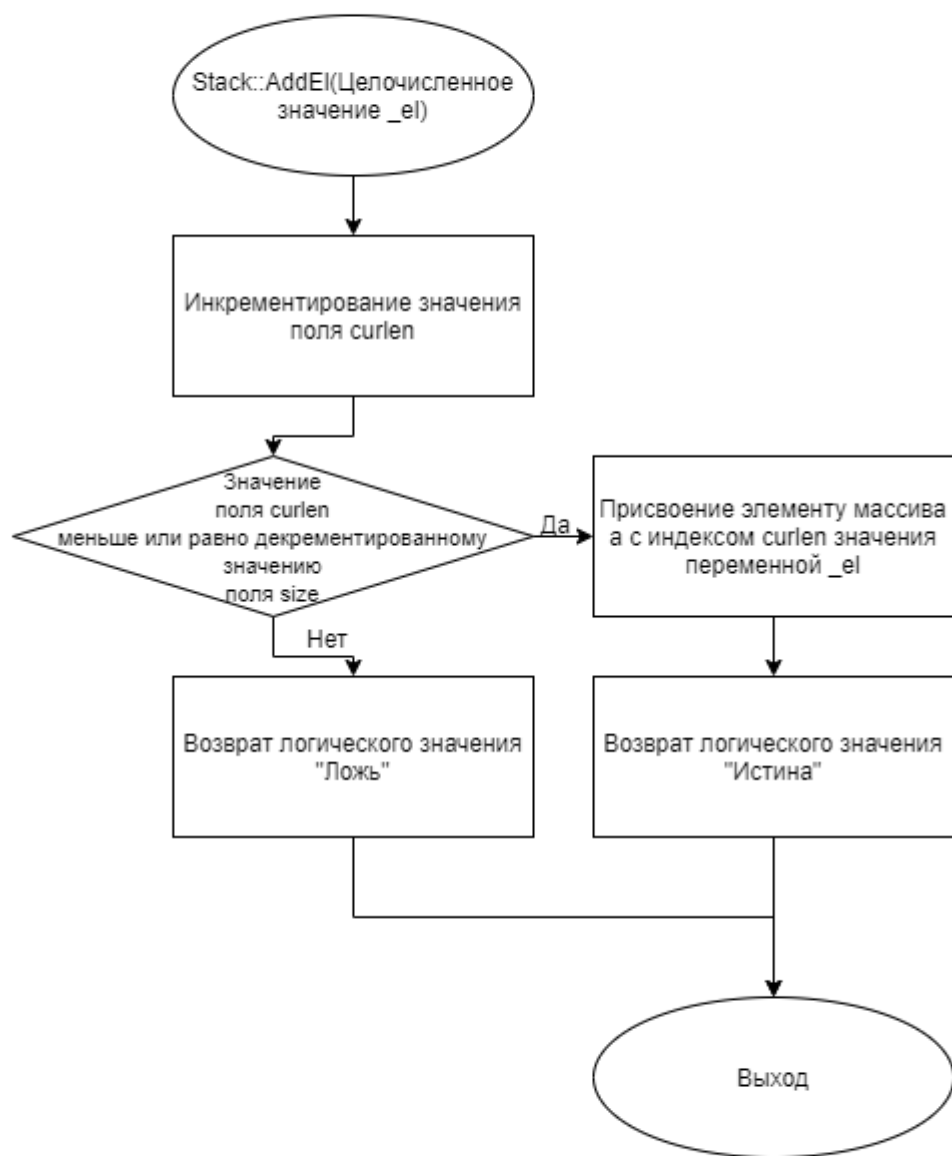 Stack::AddEl(Целочисленное
значение _el)
Инкрементирование значения
поля curlen
Значение
поля curlen
меньше или равно декрементированному
значению
поля size
Да
Присвоение элементу массива
a с индексом curlen значения
переменной _el
Нет
Возврат логического значения
"Ложь"
Возврат логического значения
"Истина"
Выход